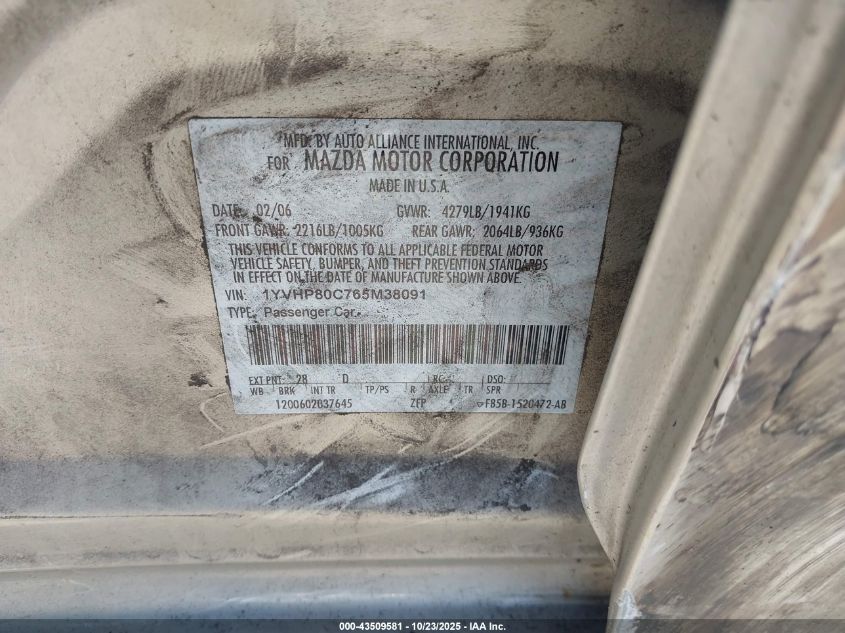 MFD. BY AUTO ALLIANCE INTERNATIONAL, INC.
FOR MAZDA MOTOR CORPORATION
MADE IN U.S.A.
DATE: 02/06 GVWR: 4279LB/1941KG
FRONT GAWR: 2216LB/1005KG REAR GAWR: 2064LB/936KG
THIS VEHICLE CONFORMS TO ALL APPLICABLE FEDERAL MOTOR
VEHICLE SAFETY, BUMPER, AND THEFT PREVENTION STANDARDS
IN EFFECT ON THE DATE OF MANUFACTURE SHOWN ABOVE.
VIN: 1YVHP80C765M38091
TYPE: Passenger Car
EXT PNT: 28 D RC: DSO:
WB BRK INT TR TP/PS R AXLE TR SPR
1200602037645 ZFP 4 F85B-1520472-AB
000-43509581 - 10/23/2025 - IAA Inc.